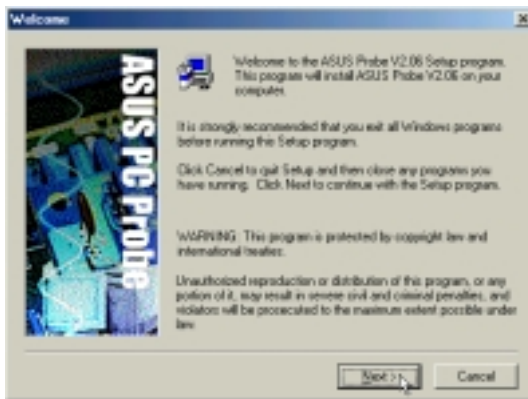 Welcome
ASUS PC Probe
Welcome to the ASUS Probe V2.06 Setup program.
This program will install ASUS Probe V2.06 on your
computer.
It is strongly recommended that you exit all Windows programs
before running this Setup program.
Click Cancel to quit Setup and then close any programs you
have running. Click Next to continue with the Setup program.
WARNING: This program is protected by copyright law and
international treaties.
Unauthorized reproduction or distribution of this program, or any
portion of it, may result in severe civil and criminal penalties, and
violators will be prosecuted to the maximum extent possible under
law.
Next >
Cancel